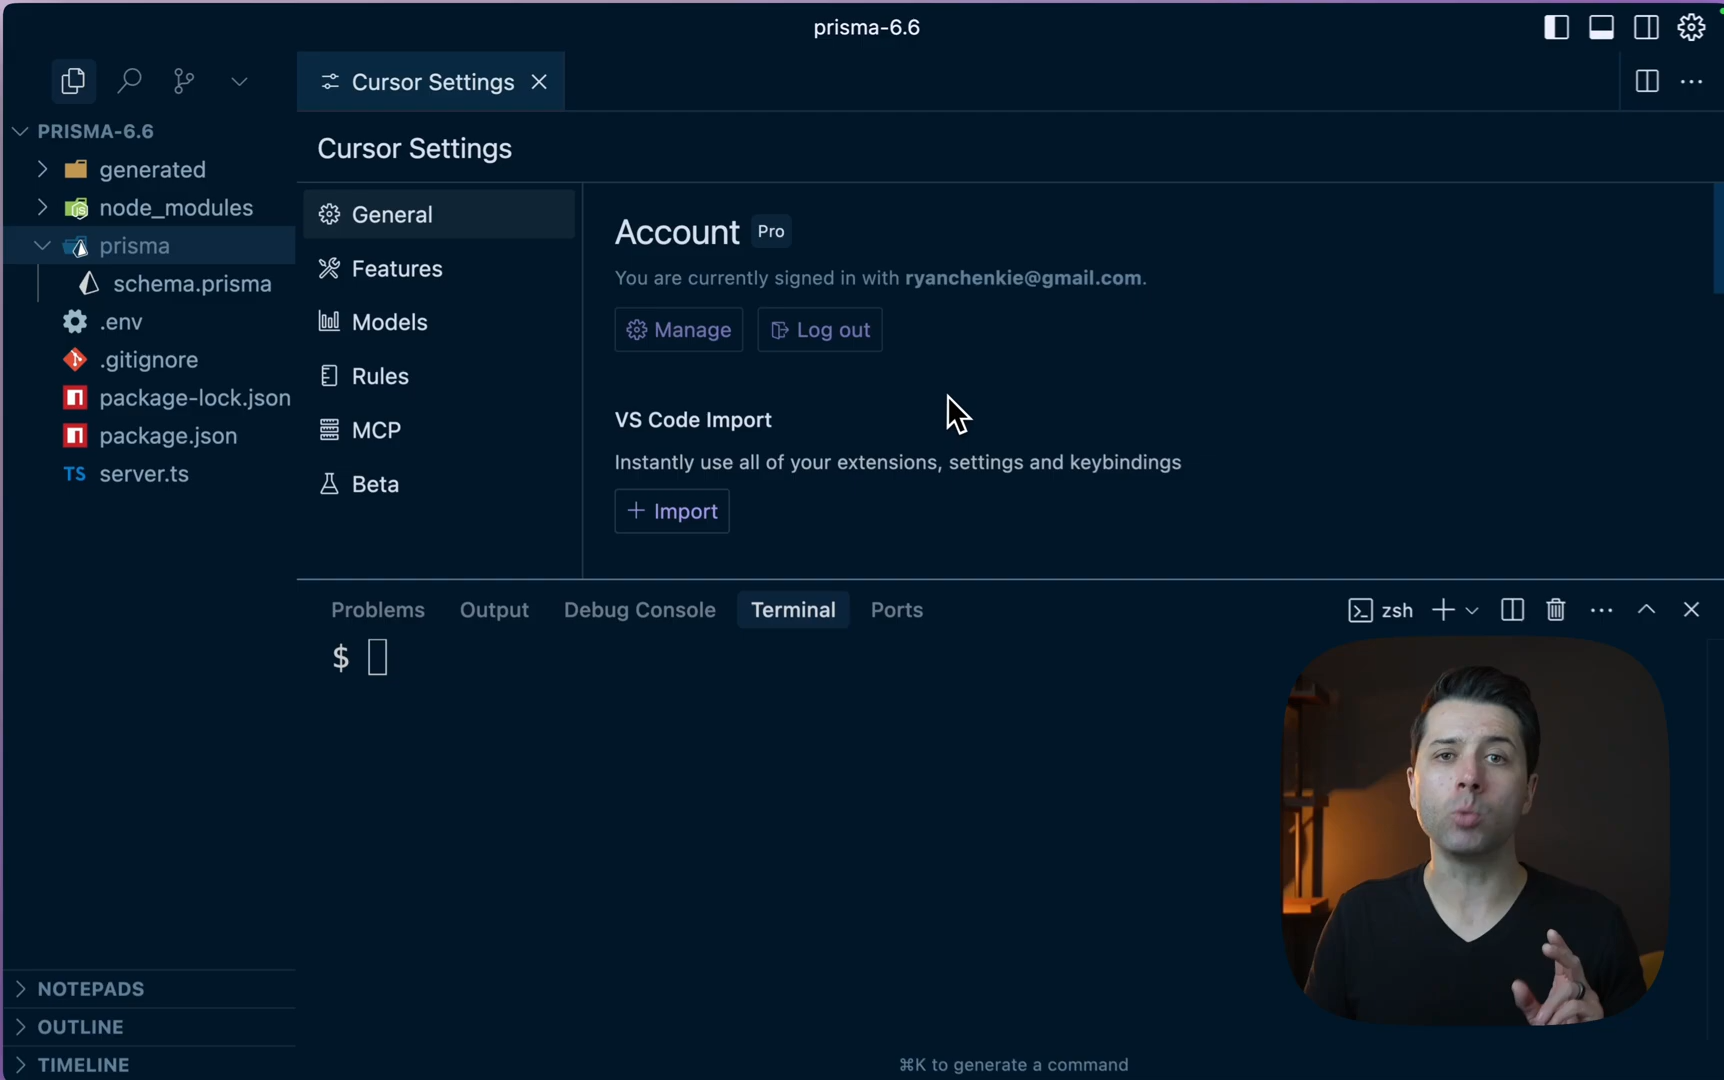 prisma-6.6
Cursor Settings
PRISMA-6.6
generated
node_modules
prisma
schema.prisma
.env
.gitignore
package-lock.json
package.json
TS server.ts
NOTEPADS
OUTLINE
TIMELINE
Cursor Settings
General
Features
Models
Rules
MCP
Beta
Account Pro
You are currently signed in with ryanchenkie@gmail.com.
Manage Log out
VS Code Import
Instantly use all of your extensions, settings and keybindings
+ Import
Problems Output Debug Console Terminal Ports
zsh
$
⌘K to generate a command